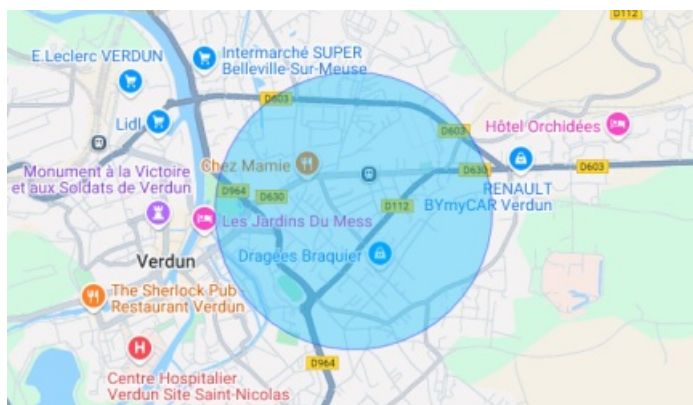 D112
Intermarché SUPER
Belleville-Sur-Meuse
E.Leclerc VERDUN
D603
Lidl
D603
Hôtel Orchidées
Chez Mamie
D603
D630
Monument à la Victoire
et aux Soldats de Verdun
D964
D630
RENAULT
BYmyCAR Verdun
D112
Les Jardins Du Mess
Dragées Braquier
Verdun
The Sherlock Pub
Restaurant Verdun
D964
Centre Hospitalier
Verdun Site Saint-Nicolas